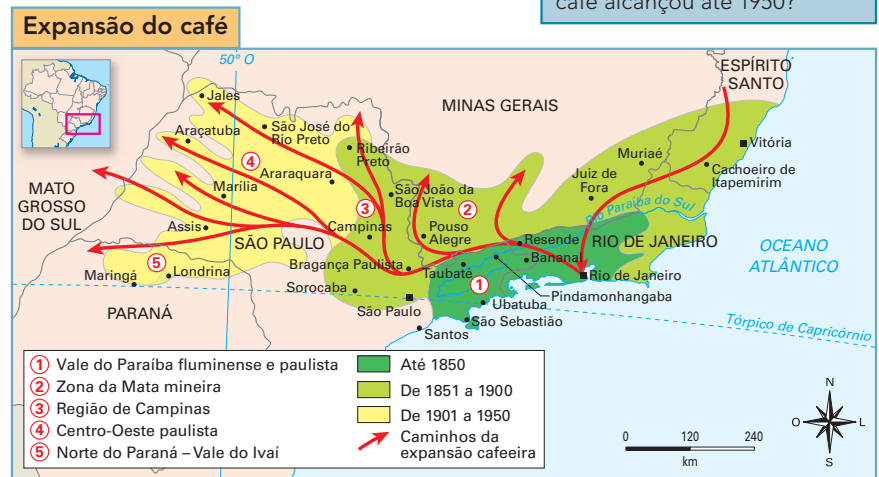 café alcançou até 1950?
Expansão do café
50° O
ESPÍRITO
SANTO
MINAS GERAIS
Jales
São José do
Rio Preto
Araçatuba
Ribeirão
Preto
Vitória
Muriaé
Cachoeiro de
Itapemirim
Juiz de
Fora
4
Araraquara
MATO
GROSSO
DO SUL
Marília
São João da
Boa Vista
2
3
Rio Paraíba do Sul
Campinas
Pouso
Alegre
Assis
SÃO PAULO
Resende
RIO DE JANEIRO
OCEANO
ATLÂNTICO
5
Bragança Paulista
Bananal
Taubaté
Maringá
Londrina
Rio de Janeiro
1
Sorocaba
Pindamonhangaba
Ubatuba
São Paulo
PARANÁ
São Sebastião
Santos
Tórpico de Capricórnio
1 Vale do Paraíba fluminense e paulista
2 Zona da Mata mineira
3 Região de Campinas
4 Centro-Oeste paulista
5 Norte do Paraná – Vale do Ivaí
Até 1850
De 1851 a 1900
De 1901 a 1950
Caminhos da
expansão cafeeira
0 120 240
km
N
O L
S